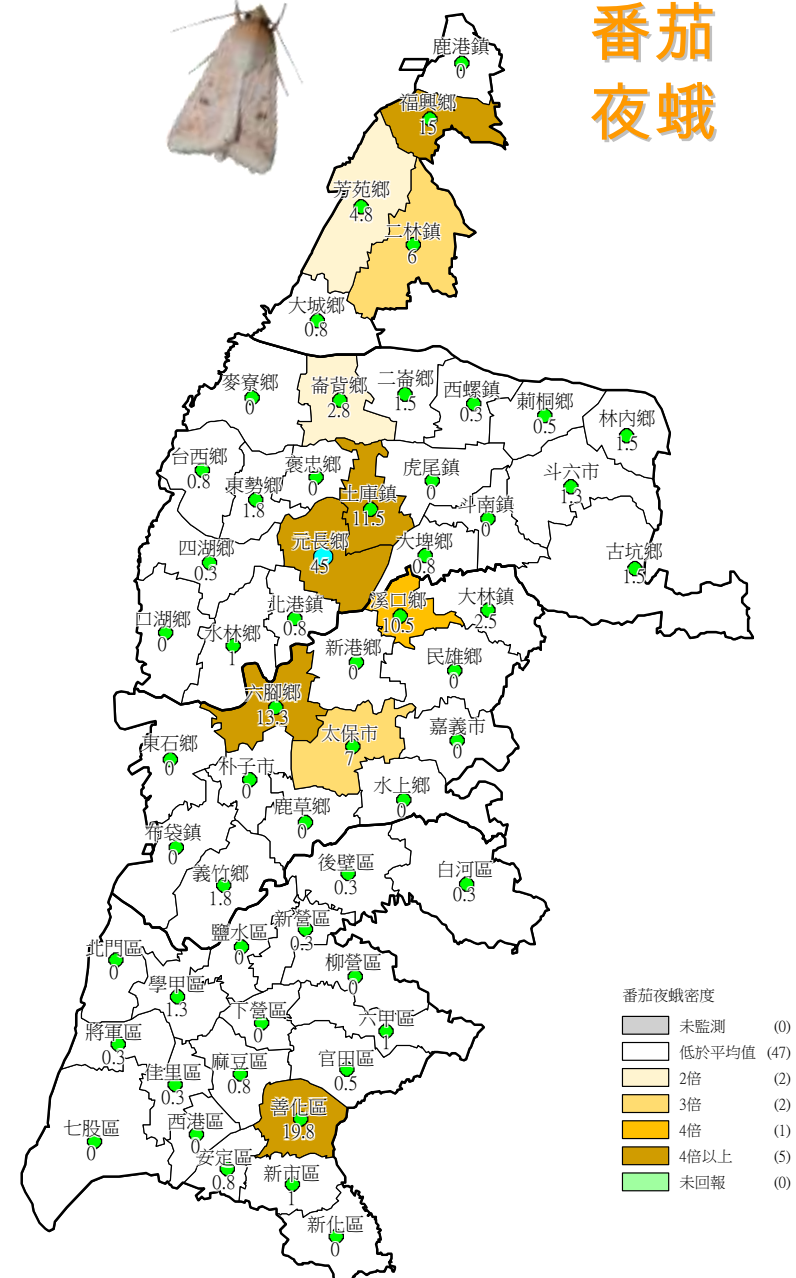 番茄
夜蛾
鹿港鎮
0
福興鄉
15
芳苑鄉
4.8
二林鎮
6
大城鄉
0.8
麥寮鄉
0
崙背鄉
2.8
二崙鄉
1.5
西螺鎮
0.3
莿桐鄉
0.5
林內鄉
1.5
台西鄉
0.8
東勢鄉
1.8
褒忠鄉
0
土庫鎮
11.5
虎尾鎮
0
斗南鎮
0
斗六市
1.3
四湖鄉
0.3
元長鄉
45
大埤鄉
0.8
古坑鄉
1.5
口湖鄉
0
水林鄉
1
北港鎮
0.8
溪口鄉
10.5
大林鎮
2.5
新港鄉
0
民雄鄉
0
六腳鄉
13.3
太保市
7
嘉義市
0
東石鄉
0
朴子市
0
鹿草鄉
0
水上鄉
0
布袋鎮
0
義竹鄉
1.8
後壁區
0.3
白河區
0.3
鹽水區
0
新營區
0.3
柳營區
0
北門區
0
學甲區
1.3
下營區
0
六甲區
1
將軍區
0.3
佳里區
0.3
麻豆區
0.8
官田區
0.5
七股區
0
西港區
0
善化區
19.8
安定區
0.8
新市區
1
新化區
0
番茄夜蛾密度
未監測 (0)
低於平均值 (47)
2倍 (2)
3倍 (2)
4倍 (1)
4倍以上 (5)
未回報 (0)